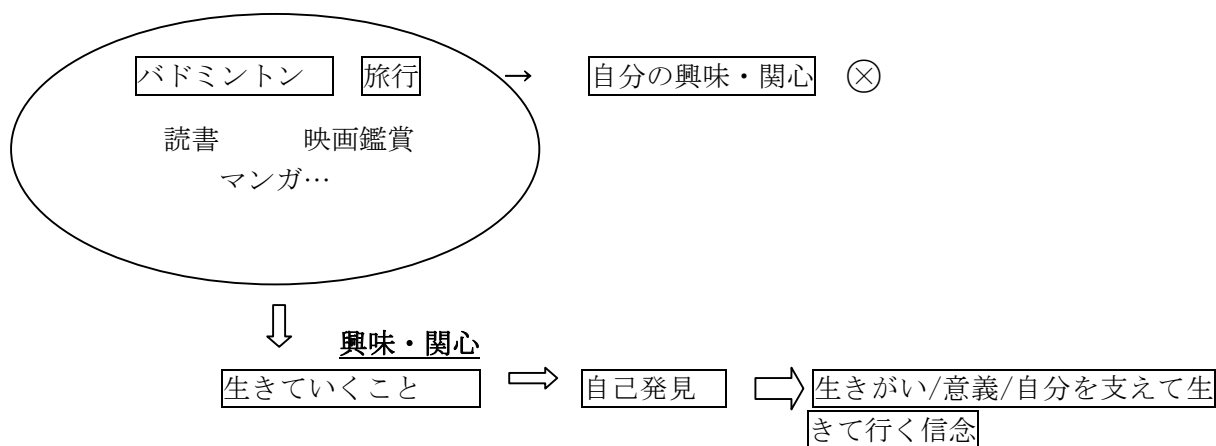 バドミントン 旅行 → 自分の興味・関心 ⊗
読書 映画鑑賞
マンガ…
興味・関心
生きていくこと 自己発見 生きがい/意義/自分を支えて生
きて行く信念